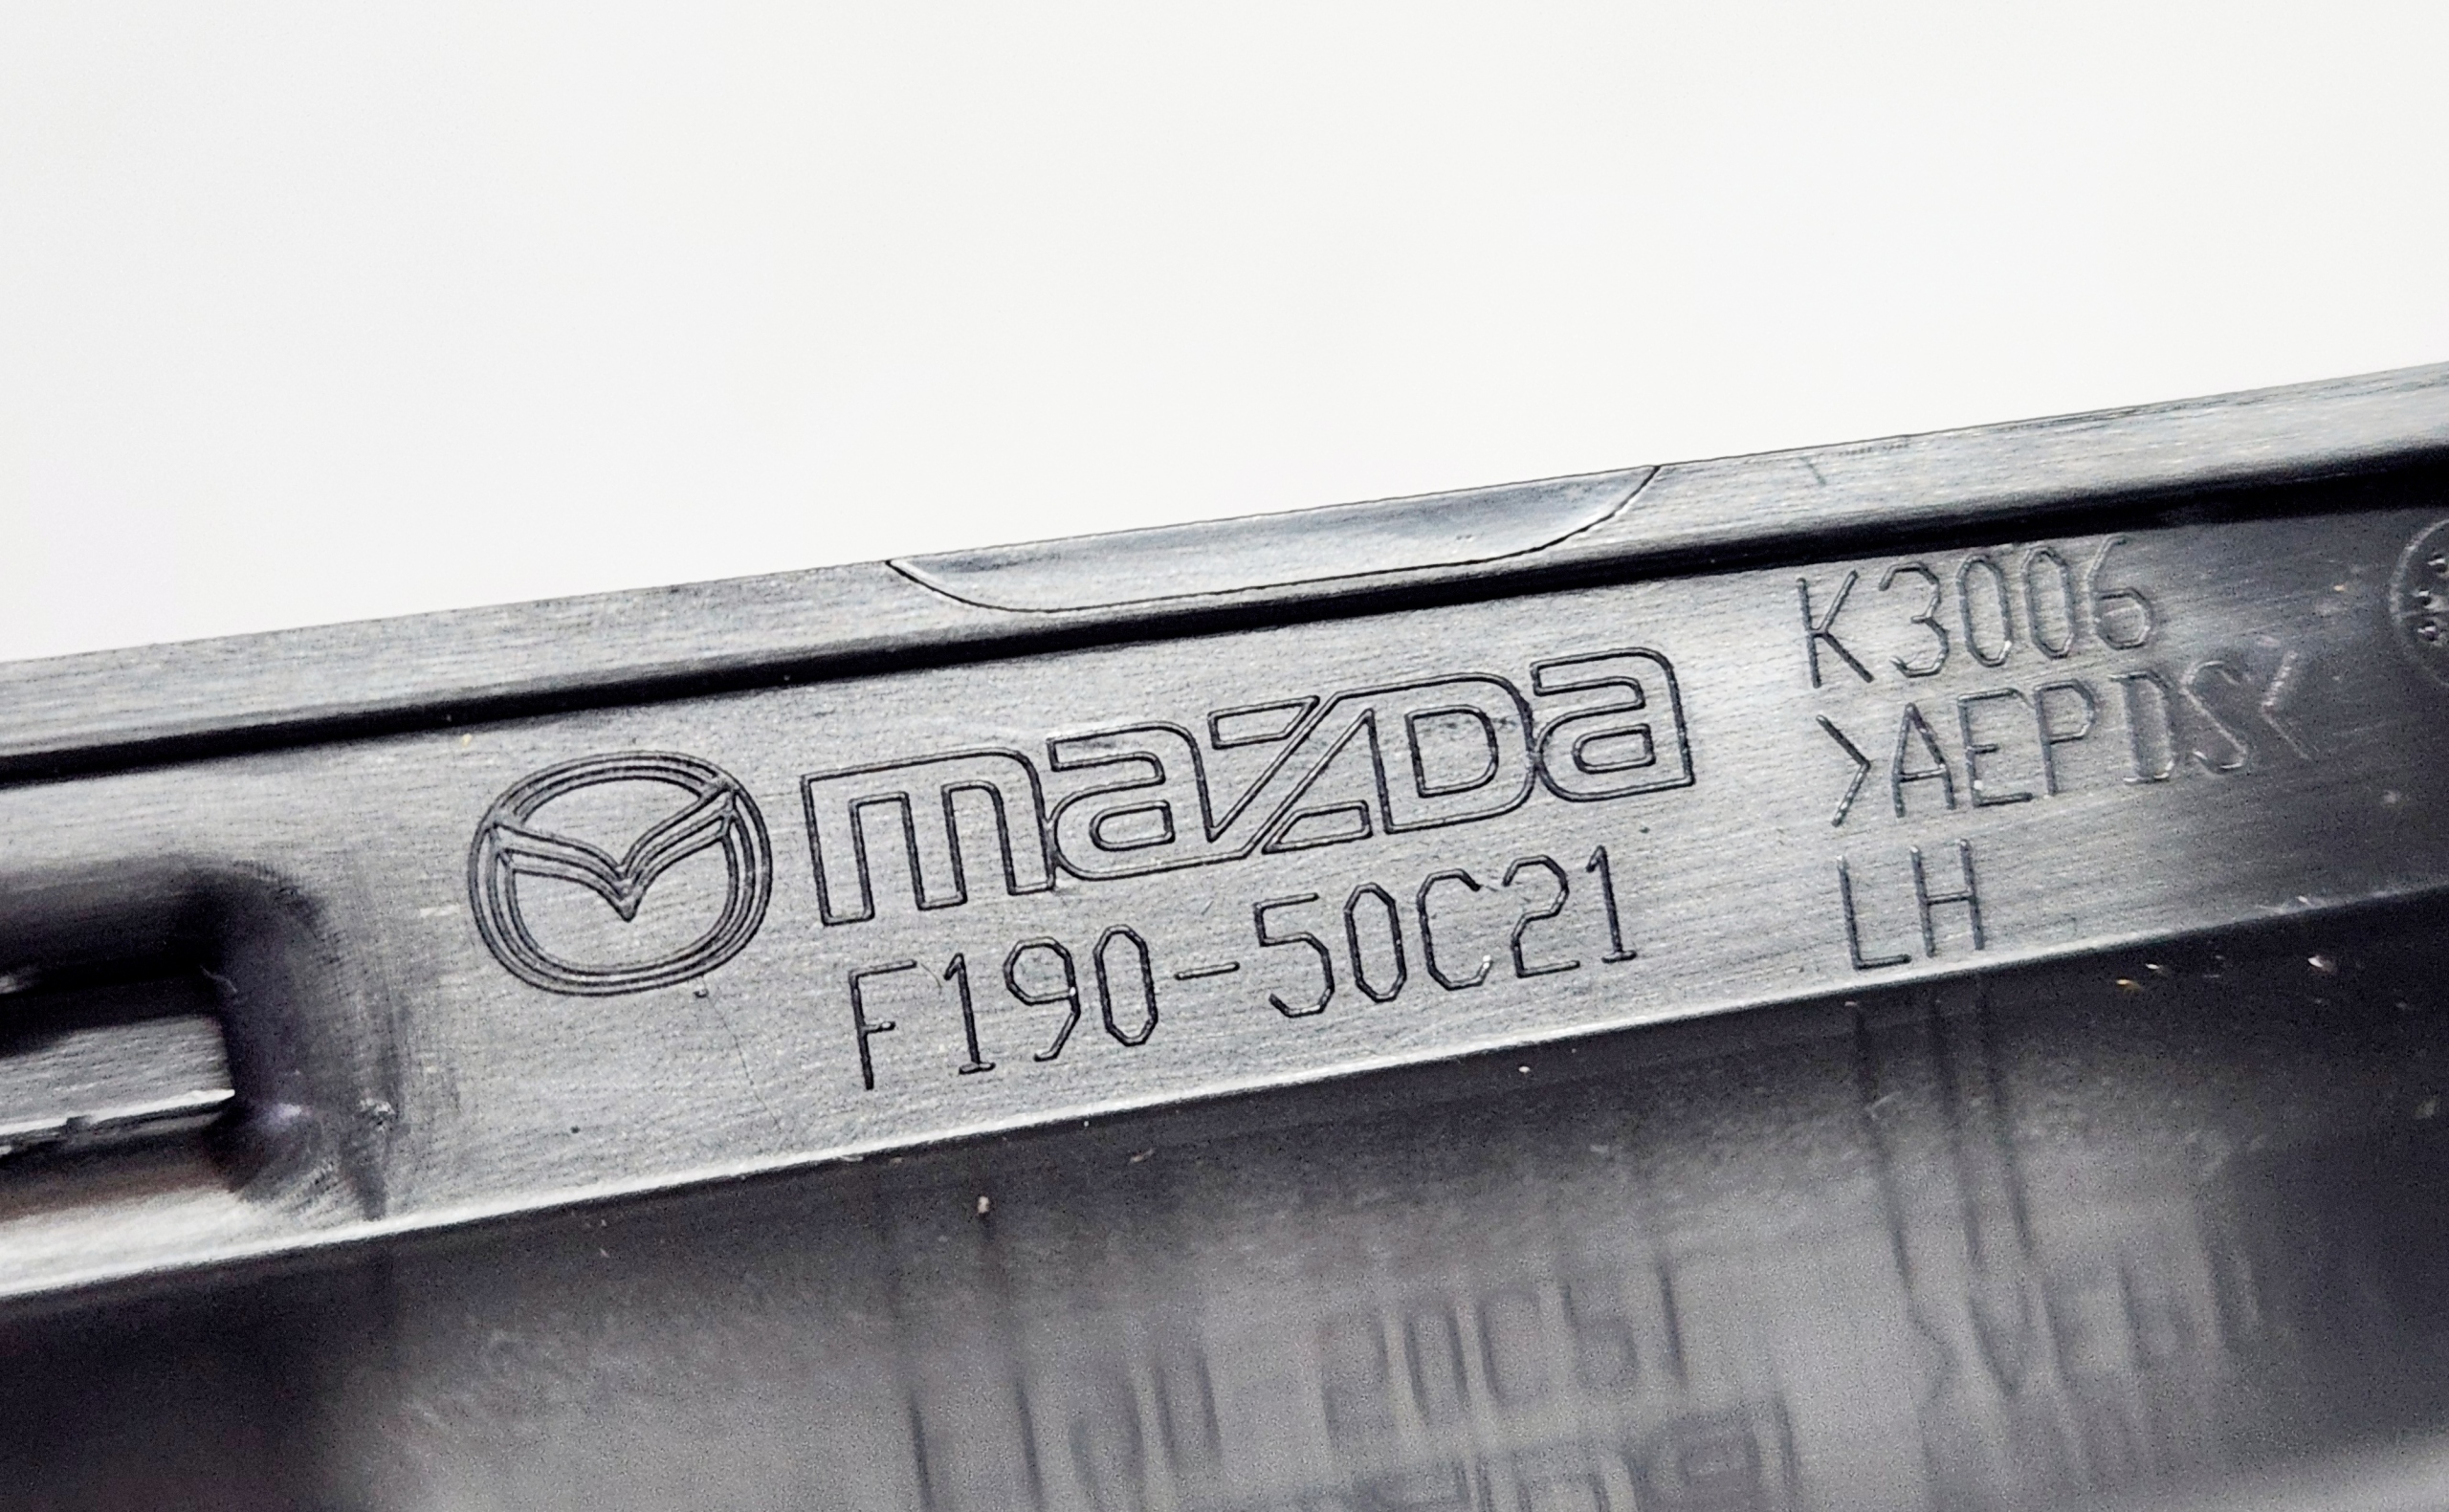 mazda
F190-50C21
K3006
>AEPDS<
LH